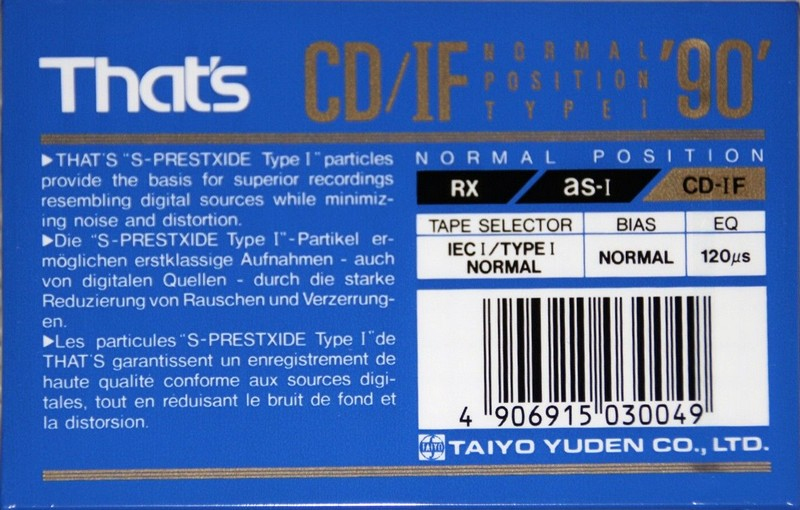 That's CD/IF NORMAL POSITION TYPE I '90'
▶THAT'S "S-PRESTXIDE Type I" particles
provide the basis for superior recordings
resembling digital sources while minimiz-
ing noise and distortion.
▶Die "S-PRESTXIDE Type I"-Partikel er-
möglichen erstklassige Aufnahmen - auch
von digitalen Quellen - durch die starke
Reduzierung von Rauschen und Verzerrung-
en.
▶Les particules "S-PRESTXIDE Type I" de
THAT'S garantissent un enregistrement de
haute qualité conforme aux sources digi-
tales, tout en réduisant le bruit de fond et
la distorsion.
NORMAL POSITION
RX as-I CD-IF
TAPE SELECTOR BIAS EQ
IEC I/TYPE I
NORMAL NORMAL 120μs
4 906915 030049
TAIYO TAIYO YUDEN CO., LTD.